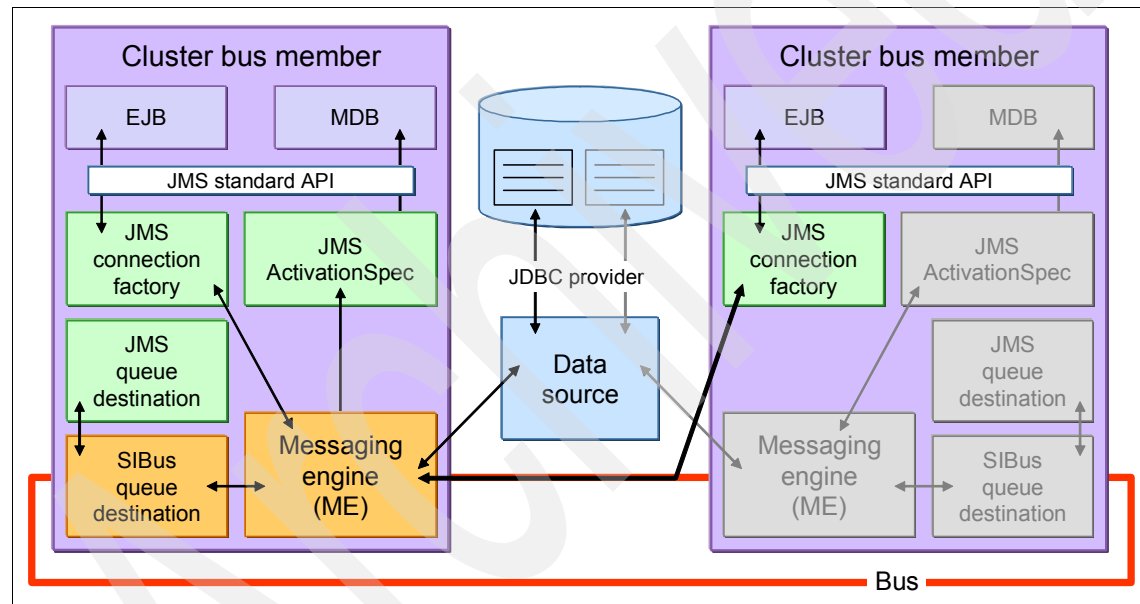 Cluster bus member
EJB
MDB
JMS standard API
JMS
connection
factory
JMS
ActivationSpec
JMS
queue
destination
SIBus
queue
destination
Messaging
engine
(ME)
JDBC provider
Data
source
Cluster bus member
EJB
MDB
JMS standard API
JMS
connection
factory
JMS
ActivationSpec
JMS
queue
destination
Messaging
engine
(ME)
SIBus
queue
destination
Bus